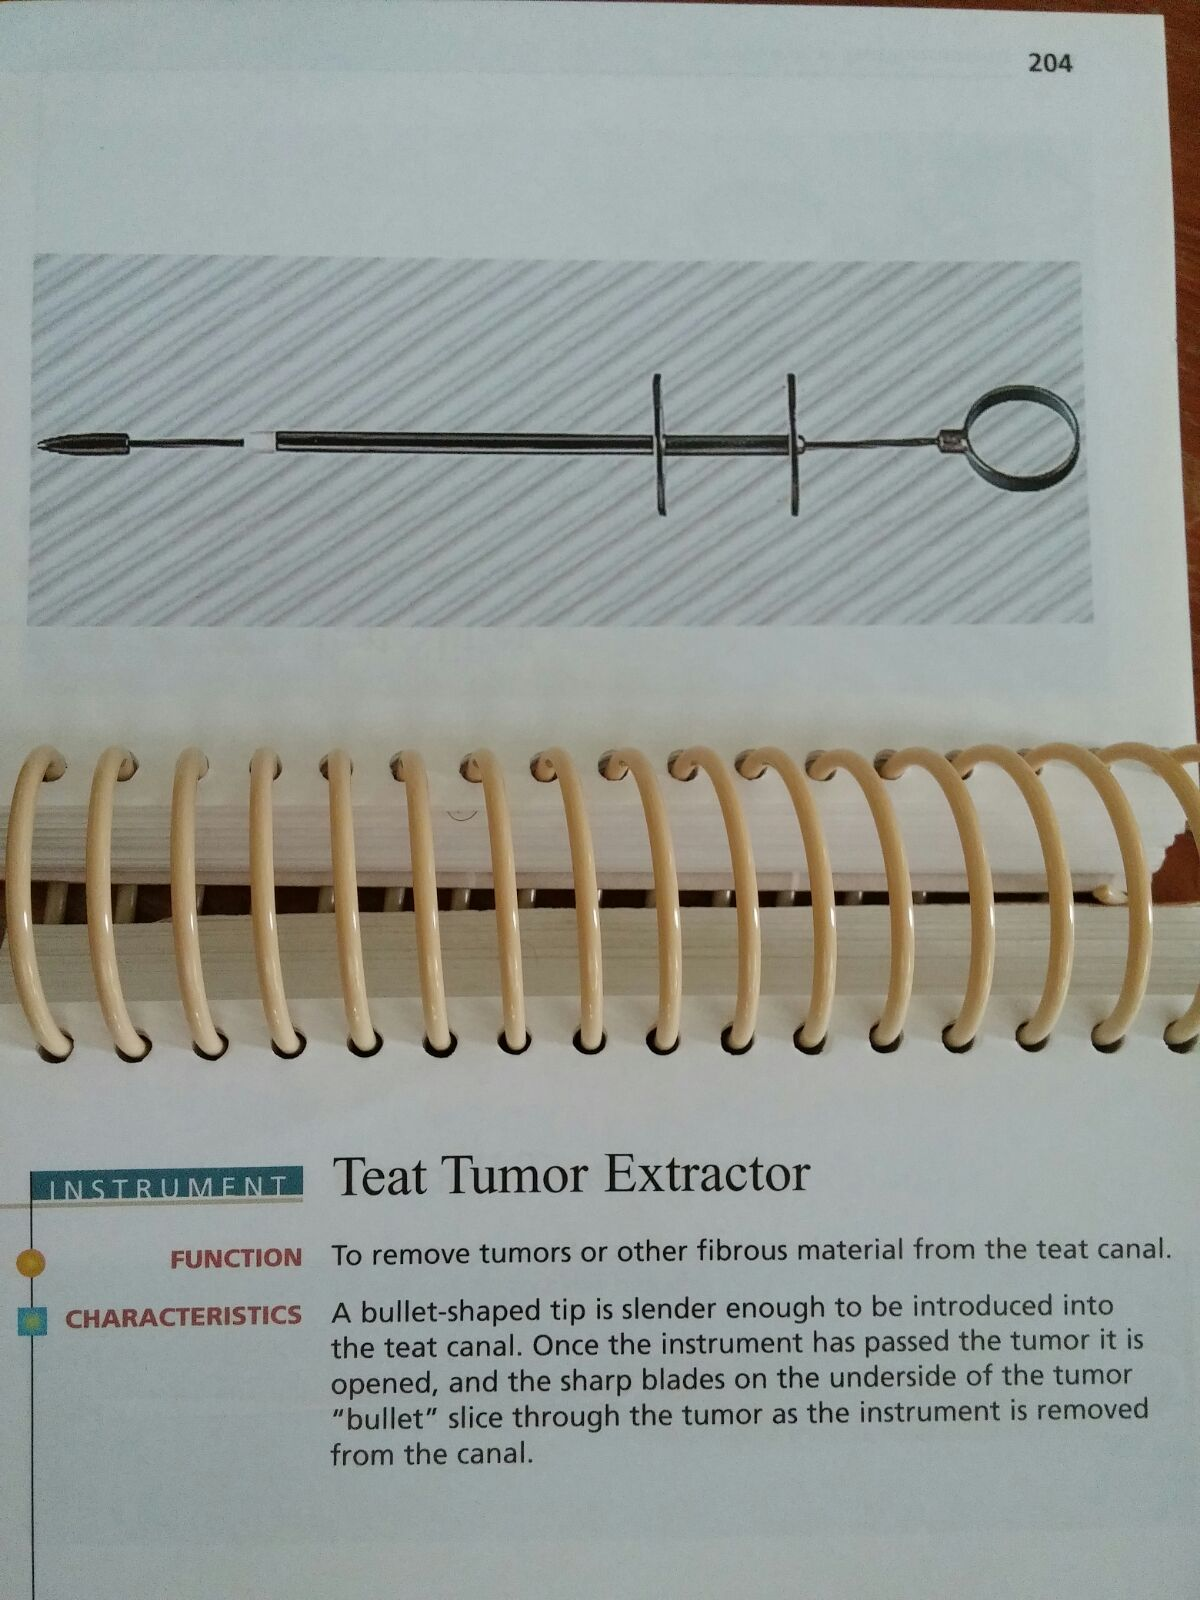 204
INSTRUMENT Teat Tumor Extractor
FUNCTION To remove tumors or other fibrous material from the teat canal.
CHARACTERISTICS A bullet-shaped tip is slender enough to be introduced into
the teat canal. Once the instrument has passed the tumor it is
opened, and the sharp blades on the underside of the tumor
“bullet” slice through the tumor as the instrument is removed
from the canal.